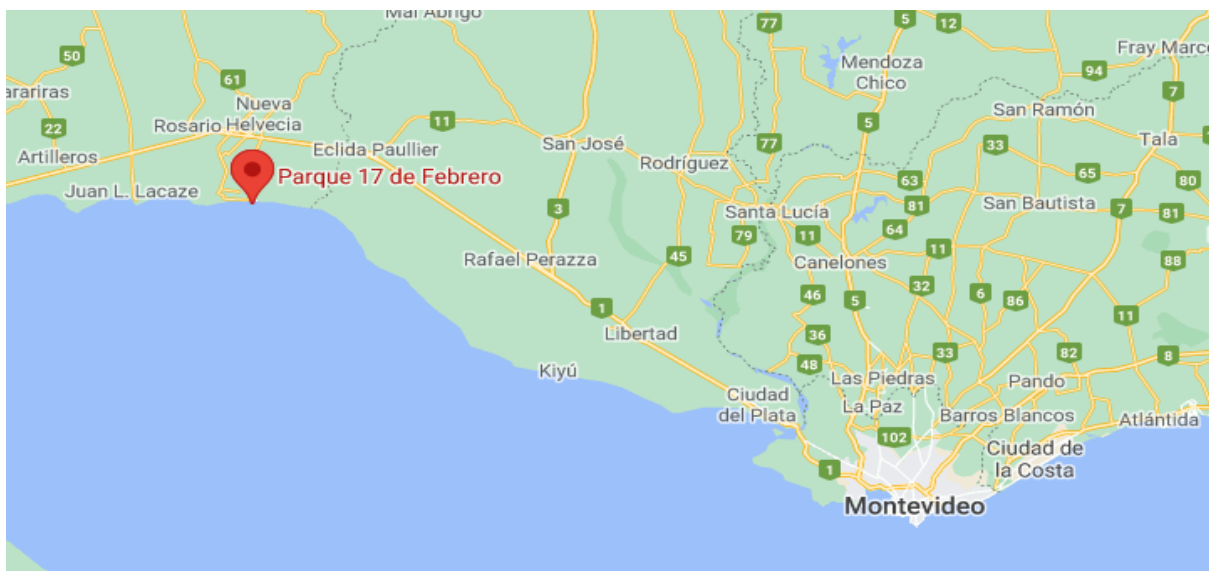 Mal Abrigo
77
5
12
Fray Marco
50
Mendoza
Chico
61
94
7
arariras
Nueva
Helvecia
Rosario
22
11
5
San Ramón
77
33
Tala
Artilleros
Eclida Paullier
San José
Rodríguez
63
65
80
Juan L. Lacaze
Parque 17 de Febrero
3
Santa Lucía
81
San Bautista
7
81
79
11
64
11
Rafael Perazza
45
Canelones
88
46
5
32
6
86
1
11
Libertad
36
33
82
8
48
Kiyú
Las Piedras
Pando
Ciudad
del Plata
La Paz
Barros Blancos
Atlántida
102
Ciudad de
la Costa
1
Montevideo